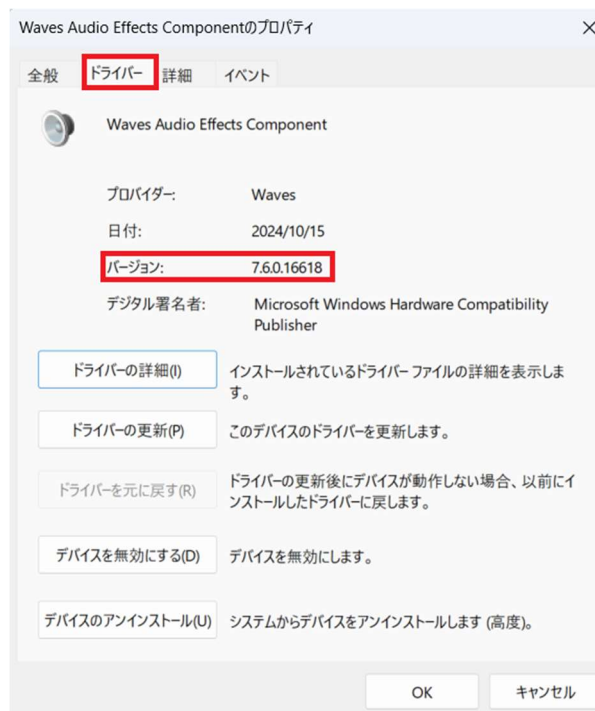 Waves Audio Effects Componentのプロパティ
全般 ドライバー 詳細 イベント
Waves Audio Effects Component
プロバイダー: Waves
日付: 2024/10/15
バージョン: 7.6.0.16618
デジタル署名者: Microsoft Windows Hardware Compatibility
Publisher
ドライバーの詳細(I) インストールされているドライバー ファイルの詳細を表示しま
す。
ドライバーの更新(P) このデバイスのドライバーを更新します。
ドライバーを元に戻す(R) ドライバーの更新後にデバイスが動作しない場合、以前にイ
ンストールしたドライバーに戻します。
デバイスを無効にする(D) デバイスを無効にします。
デバイスのアンインストール(U) システムからデバイスをアンインストールします (高度)。
OK キャンセル